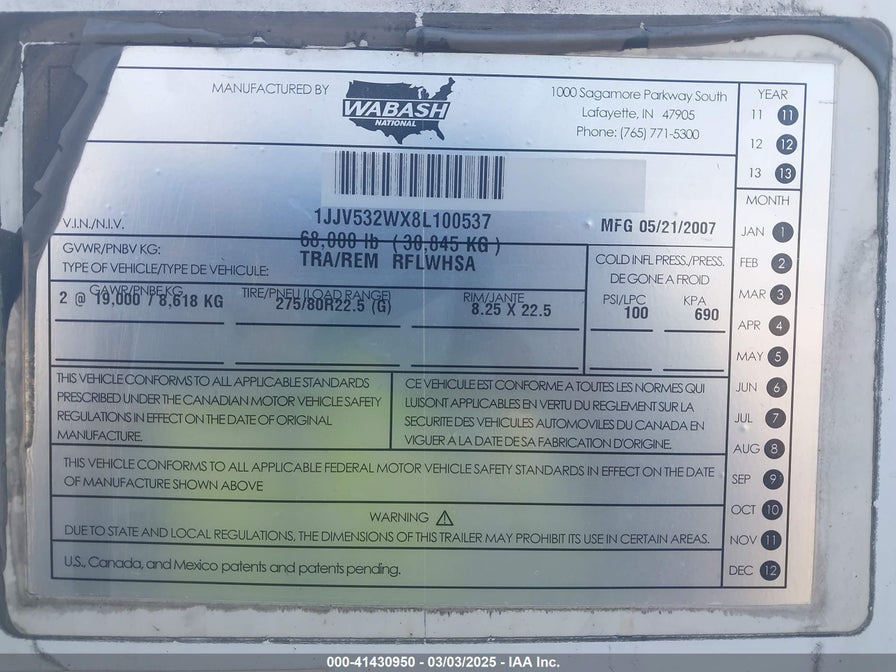 MANUFACTURED BY
WABASH
NATIONAL
1000 Sagamore Parkway South
Lafayette, IN 47905
Phone: (765) 771-5300
YEAR
11 11
12 12
13 13
V.I.N./N.I.V.
1JJV532WX8L100537
MFG 05/21/2007
GVWR/PNBV KG:
68,000 lb ( 30,845 KG )
TYPE OF VEHICLE/TYPE DE VEHICULE:
TRA/REM RFLWHSA
COLD INFL PRESS./PRESS.
DE GONE A FROID
GAWR/PNBE KG
TIRE/PNEU (LOAD RANGE)
RIM/JANTE
PSI/LPC
KPA
2 @ 19,000 / 8,618 KG
275/80R22.5 (G)
8.25 X 22.5
100
690
MONTH
JAN 1
FEB 2
MAR 3
APR 4
MAY 5
JUN 6
JUL 7
AUG 8
SEP 9
OCT 10
NOV 11
DEC 12
THIS VEHICLE CONFORMS TO ALL APPLICABLE STANDARDS
PRESCRIBED UNDER THE CANADIAN MOTOR VEHICLE SAFETY
REGULATIONS IN EFFECT ON THE DATE OF ORIGINAL
MANUFACTURE.
CE VEHICULE EST CONFORME A TOUTES LES NORMES QUI
LUISONT APPLICABLES EN VERTU DU REGLEMENT SUR LA
SECURITE DES VEHICULES AUTOMOVILES DU CANADA EN
VIGUER A LA DATE DE SA FABRICATION D'ORIGINE.
THIS VEHICLE CONFORMS TO ALL APPLICABLE FEDERAL MOTOR VEHICLE SAFETY STANDARDS IN EFFECT ON THE DATE
OF MANUFACTURE SHOWN ABOVE
WARNING
DUE TO STATE AND LOCAL REGULATIONS, THE DIMENSIONS OF THIS TRAILER MAY PROHIBIT ITS USE IN CERTAIN AREAS.
U.S., Canada, and Mexico patents and patents pending.
000-41430950 - 03/03/2025 - IAA Inc.